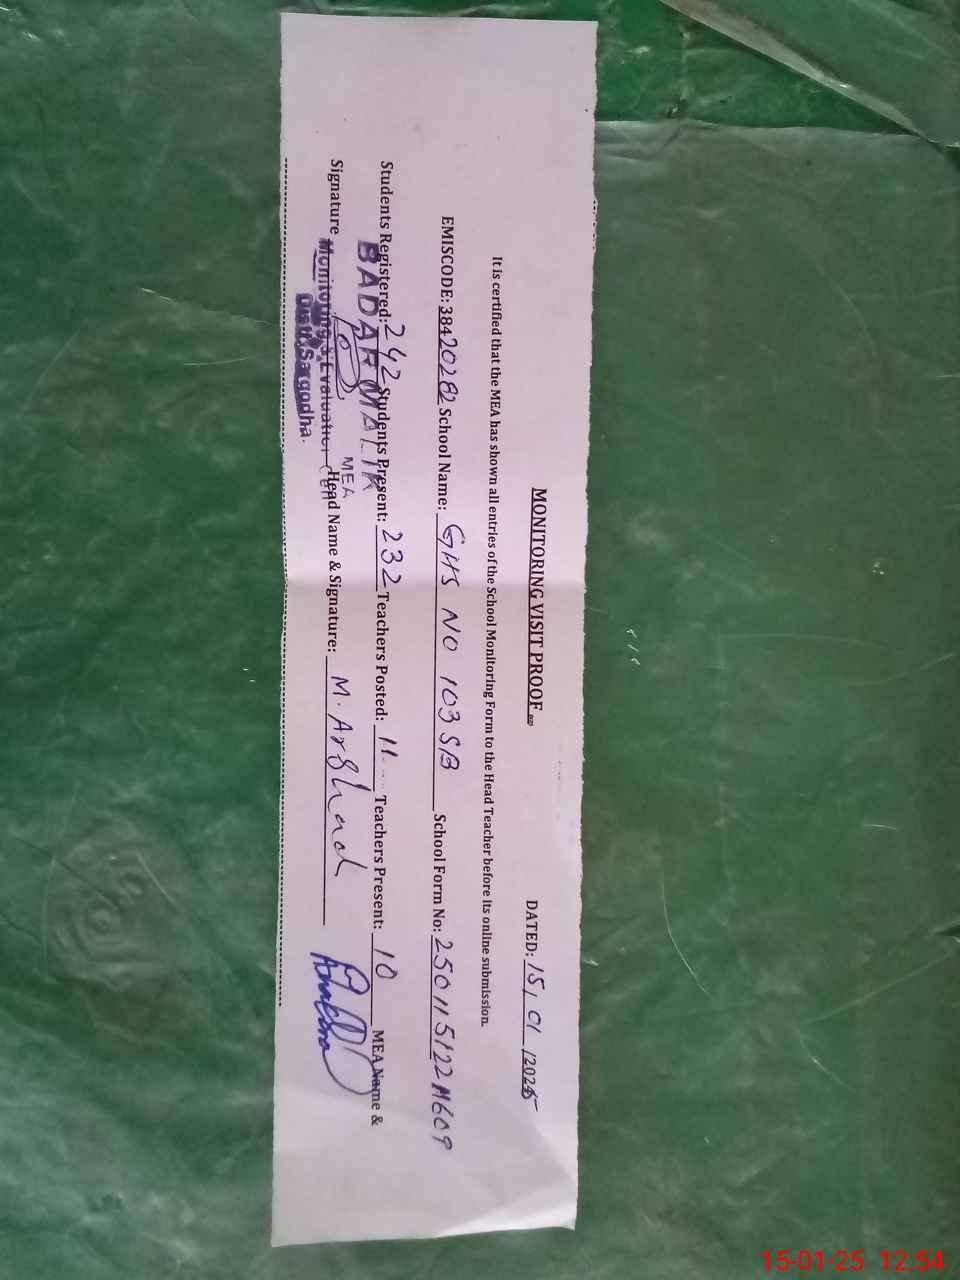 MONITORING VISIT PROOF
DATED: 15, 01 /2025
It is certified that the MEA has shown all entries of the School Monitoring Form to the Head Teacher before its online submission.
EMISCODE: 38420282 School Name: GHS NO 103 SB School Form No: 250115122M609
Students Registered: 242 Students Present: 232 Teachers Posted: 11 Teachers Present: 10 MEA Name &
BADAR MALIK
MEA
Signature Head Name & Signature: M. Arshad
Monitoring & Evaluation Cell
Distt. Sargodha.
15-01-25 12:54